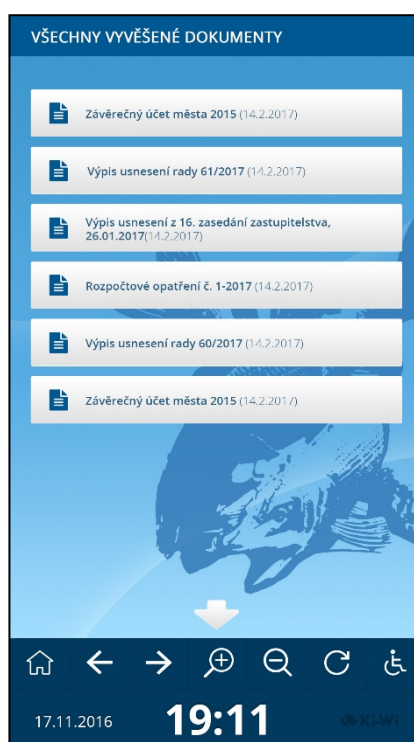 VŠECHNY VYVĚŠENÉ DOKUMENTY
Závěrečný účet města 2015 (14.2.2017)
Výpis usnesení rady 61/2017 (14.2.2017)
Výpis usnesení z 16. zasedání zastupitelstva,
26.01.2017(14.2.2017)
Rozpočtové opatření č. 1-2017 (14.2.2017)
Výpis usnesení rady 60/2017 (14.2.2017)
Závěrečný účet města 2015 (14.2.2017)
17.11.2016 19:11 Ki-Wi